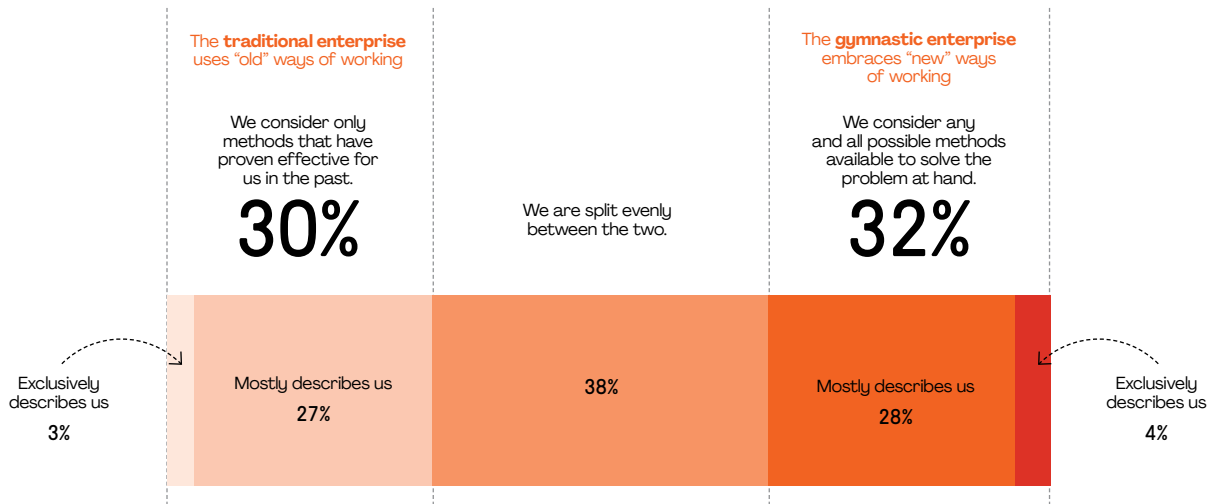 The traditional enterprise
uses “old” ways of working
We consider only
methods that have
proven effective for
us in the past.
30%
We are split evenly
between the two.
The gymnastic enterprise
embraces “new” ways
of working
We consider any
and all possible methods
available to solve the
problem at hand.
32%
Exclusively
describes us
3%
Mostly describes us
27%
38%
Mostly describes us
28%
Exclusively
describes us
4%